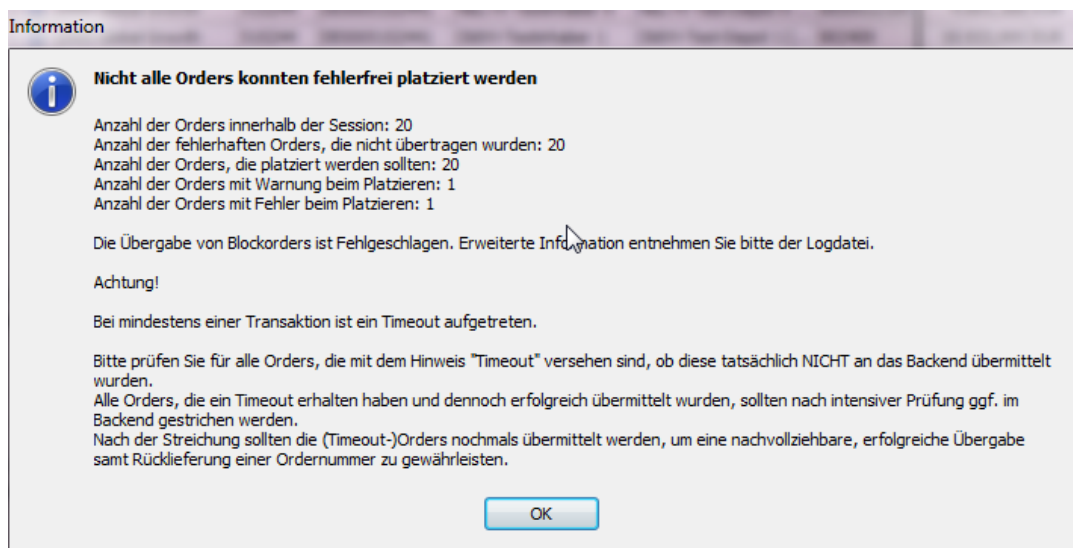 Information
Nicht alle Orders konnten fehlerfrei platziert werden
Anzahl der Orders innerhalb der Session: 20
Anzahl der fehlerhaften Orders, die nicht übertragen wurden: 20
Anzahl der Orders, die platziert werden sollten: 20
Anzahl der Orders mit Warnung beim Platzieren: 1
Anzahl der Orders mit Fehler beim Platzieren: 1
Die Übergabe von Blockorders ist Fehlgeschlagen. Erweiterte Information entnehmen Sie bitte der Logdatei.
Achtung!
Bei mindestens einer Transaktion ist ein Timeout aufgetreten.
Bitte prüfen Sie für alle Orders, die mit dem Hinweis "Timeout" versehen sind, ob diese tatsächlich NICHT an das Backend übermittelt
wurden.
Alle Orders, die ein Timeout erhalten haben und dennoch erfolgreich übermittelt wurden, sollten nach intensiver Prüfung ggf. im
Backend gestrichen werden.
Nach der Streichung sollten die (Timeout-)Orders nochmals übermittelt werden, um eine nachvollziehbare, erfolgreiche Übergabe
samt Rücklieferung einer Ordernummer zu gewährleisten.
OK